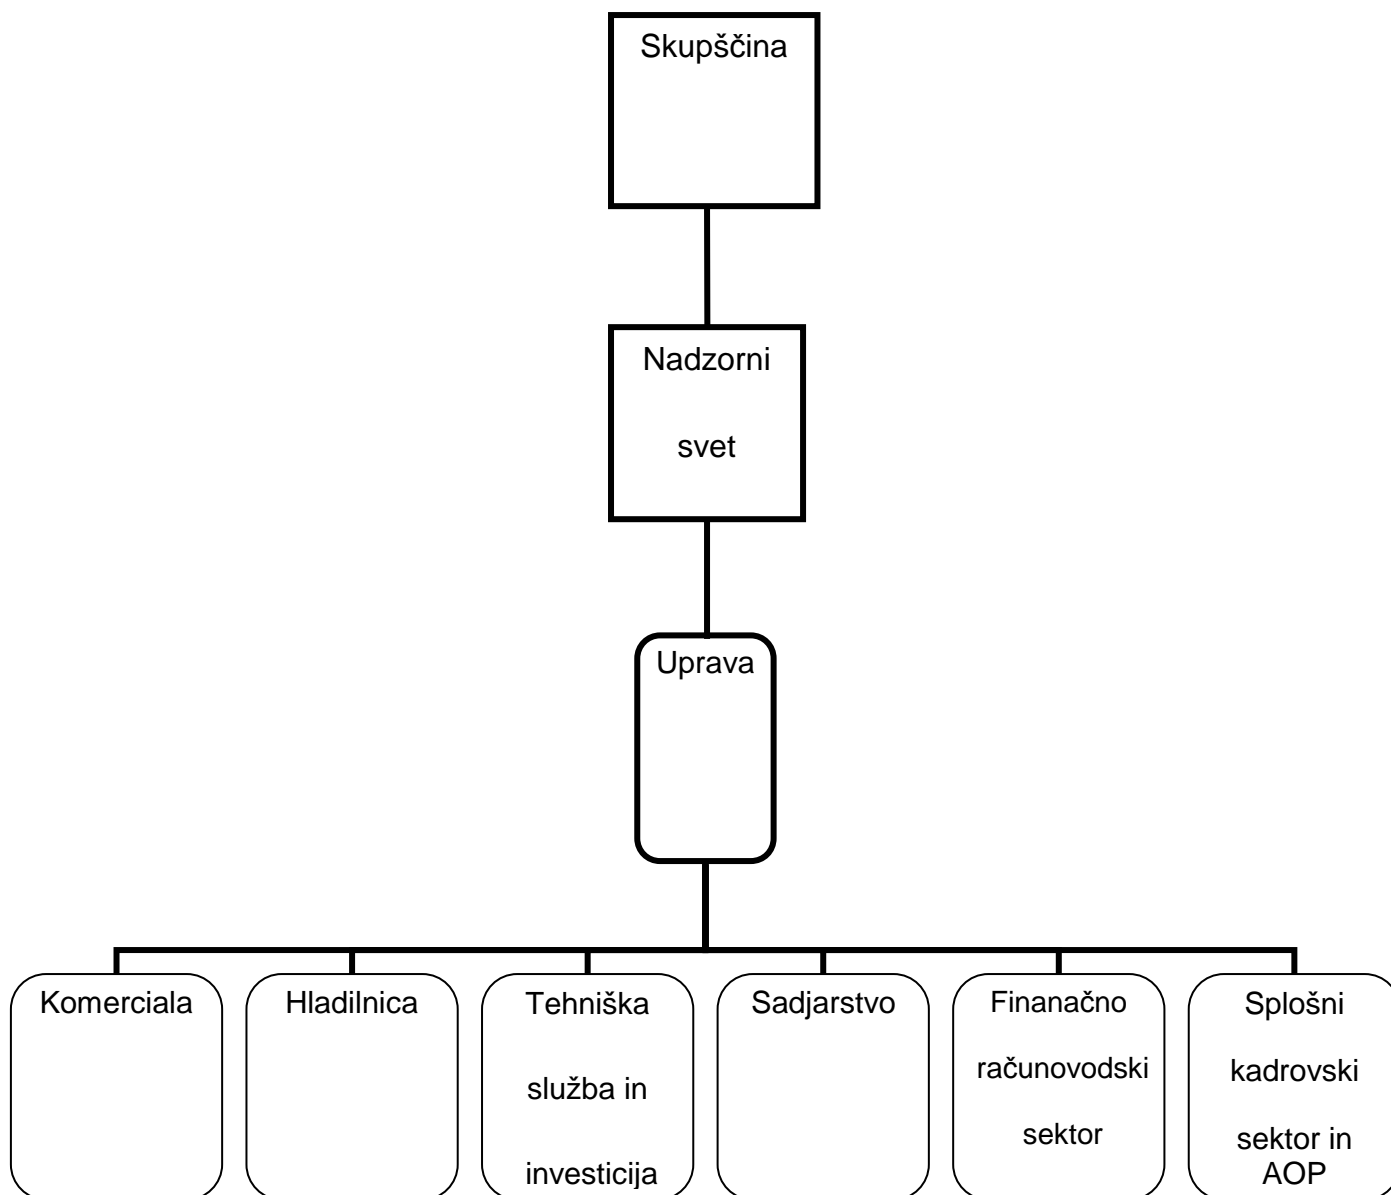 Skupščina
Nadzorni
svet
Uprava
Komerciala
Hladilnica
Tehniška
služba in
investicija
Sadjarstvo
Finanačno
računovodski
sektor
Splošni
kadrovski
sektor in
AOP